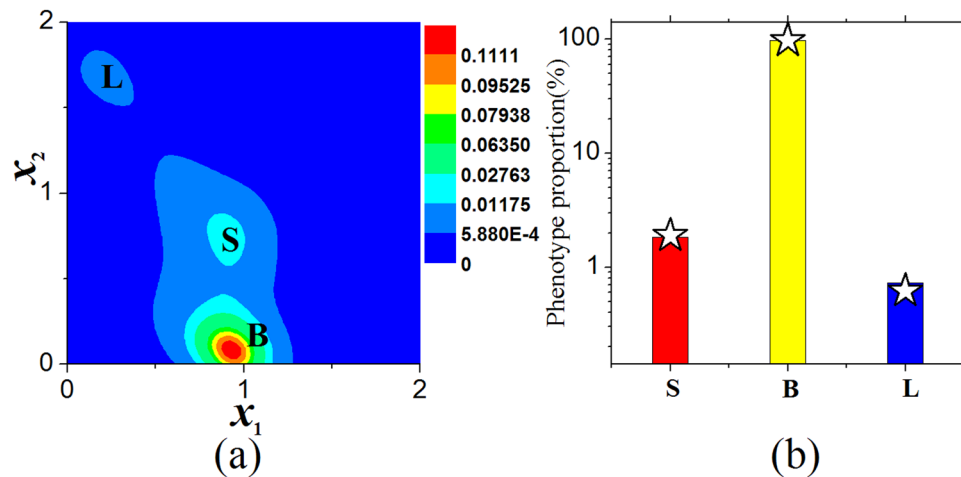 2
1
0
x2
L
S
B
0 1 2
x1
0.1111
0.09525
0.07938
0.06350
0.02763
0.01175
5.880E-4
0
(a)
Phenotype proportion(%)
100
10
1
S B L
(b)